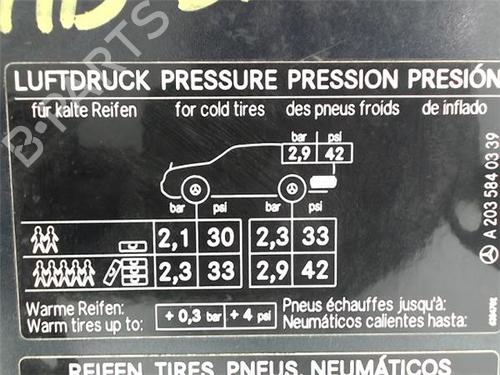 LUFTDRUCK PRESSURE PRESSION PRESIÓN
für kalte Reifen for cold tires des pneus froids de inflado
bar psi
2,9 42
bar psi bar psi
2,1 30 2,3 33
2,3 33 2,9 42
Warme Reifen:
Warm tires up to:
+ 0,3 bar + 4 psi
Pneus échauffes jusqu'à:
Neumáticos calientes hasta:
A 203 584 03 39
REIFEN, TIRES, PNEUS, NEUMÁTICOS
B-PARTS